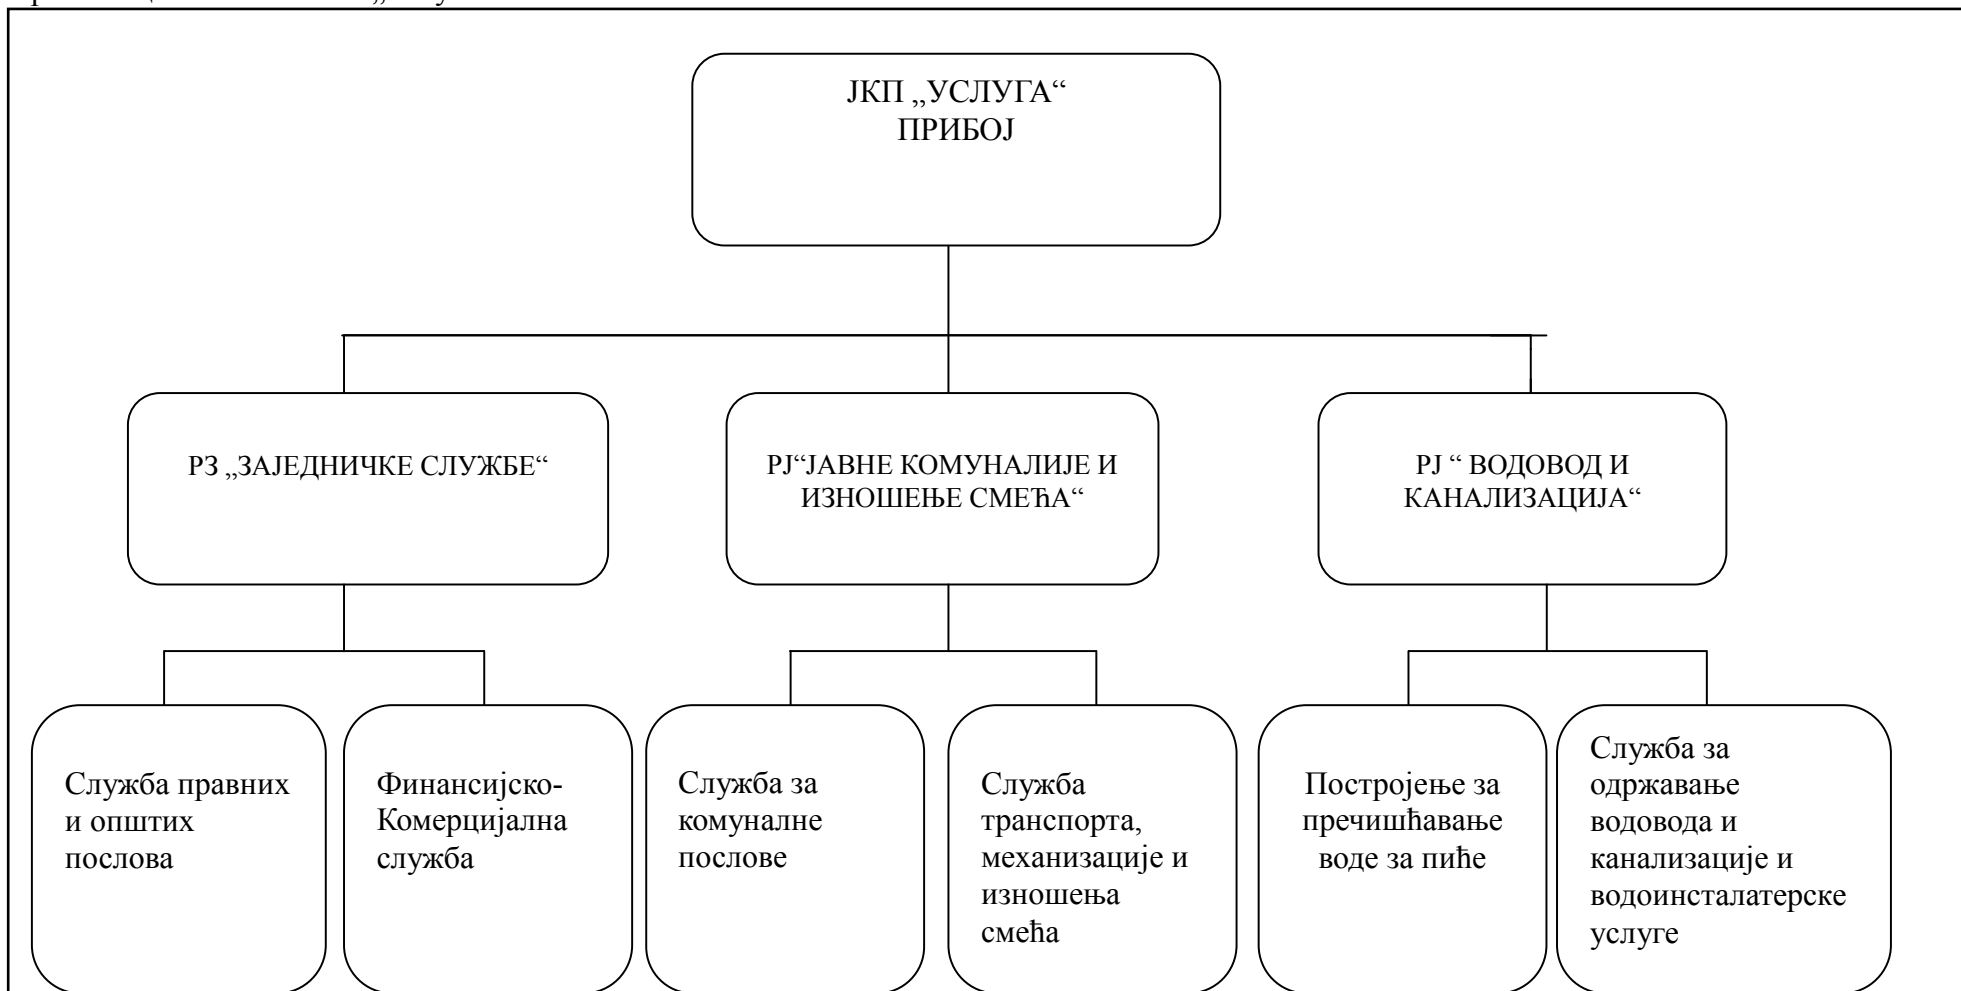 ЈКП „УСЛУГА“
ПРИБОЈ
РЗ „ЗАЈЕДНИЧКЕ СЛУЖБЕ“
РЈ“ЈАВНЕ КОМУНАЛИЈЕ И
ИЗНОШЕЊЕ СМЕЋА“
РЈ “ ВОДОВОД И
КАНАЛИЗАЦИЈА“
Служба правних
и општих
послова
Финансијско-
Комерцијална
служба
Служба за
комуналне
послове
Служба
транспорта,
механизације и
изношења
смећа
Постројење за
пречишћавање
воде за пиће
Служба за
одржавање
водовода и
канализације и
водоинсталатерске
услуге